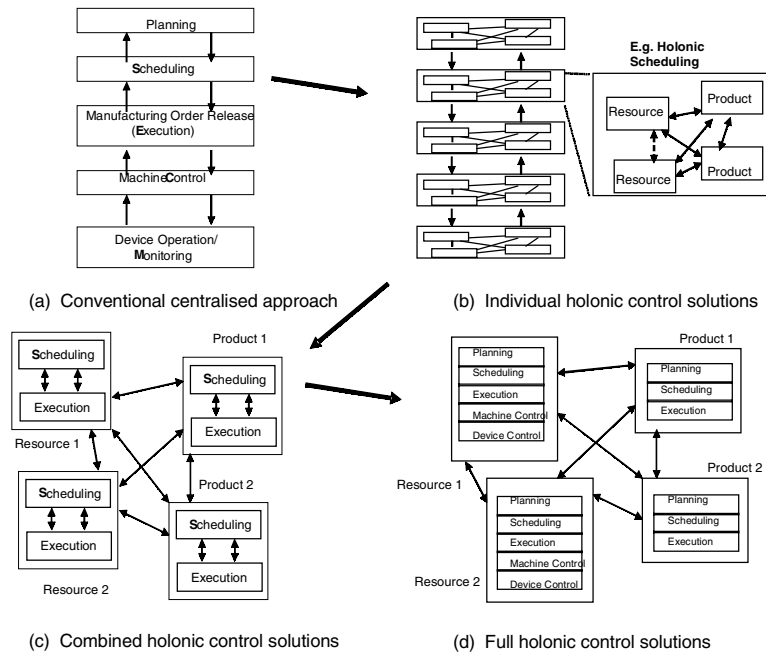 Planning
Scheduling
Manufacturing Order Release
(Execution)
MachineControl
Device Operation/
Monitoring
(a) Conventional centralised approach
E.g. Holonic
Scheduling
Resource
Product
Resource
Product
(b) Individual holonic control solutions
Scheduling
Execution
Resource 1
Product 1
Scheduling
Execution
Scheduling
Execution
Resource 2
Product 2
Scheduling
Execution
(c) Combined holonic control solutions
Planning
Scheduling
Execution
Machine Control
Device Control
Resource 1
Product 1
Planning
Scheduling
Execution
Planning
Scheduling
Execution
Machine Control
Device Control
Resource 2
Product 2
Planning
Scheduling
Execution
(d) Full holonic control solutions